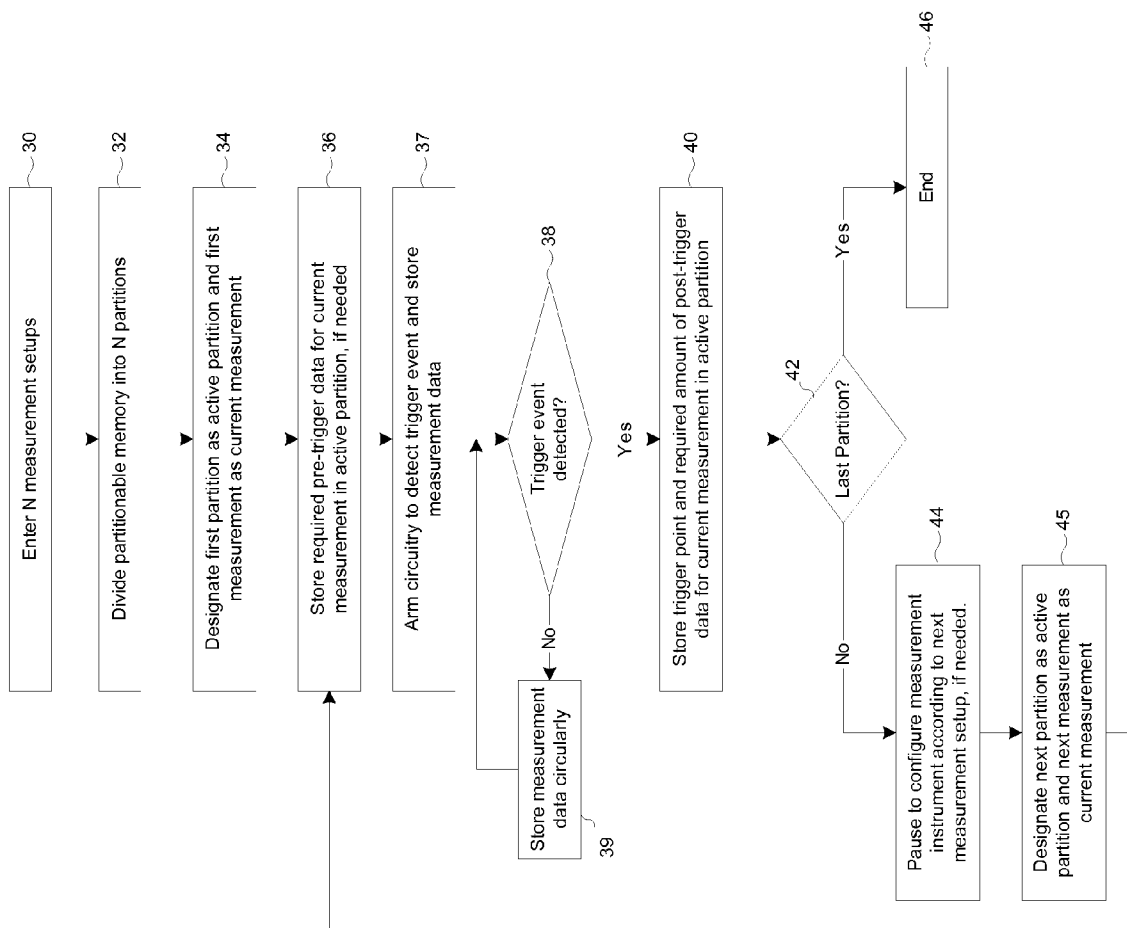 Enter N measurement setups
30
Divide partitionable memory into N partitions
32
Designate first partition as active partition and first
measurement as current measurement
34
Store required pre-trigger data for current
measurement in active partition, if needed
36
Arm circuitry to detect trigger event and store
measurement data
37
Trigger event
detected?
38
No
Store measurement
data circularly
39
Yes
Store trigger point and required amount of post-trigger
data for current measurement in active partition
40
Last Partition?
42
Yes
End
46
No
Pause to configure measurement
instrument according to next
measurement setup, if needed.
44
Designate next partition as active
partition and next measurement as
current measurement
45